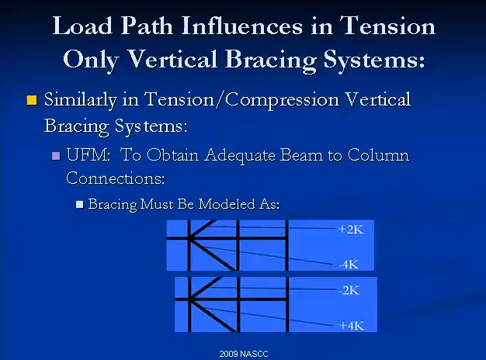 Load Path Influences in Tension
Only Vertical Bracing Systems:
Similarly in Tension/Compression Vertical
Bracing Systems:
UFM: To Obtain Adequate Beam to Column
Connections:
Bracing Must Be Modeled As:
+2K
-4K
-2K
+4K
2009 NASCC